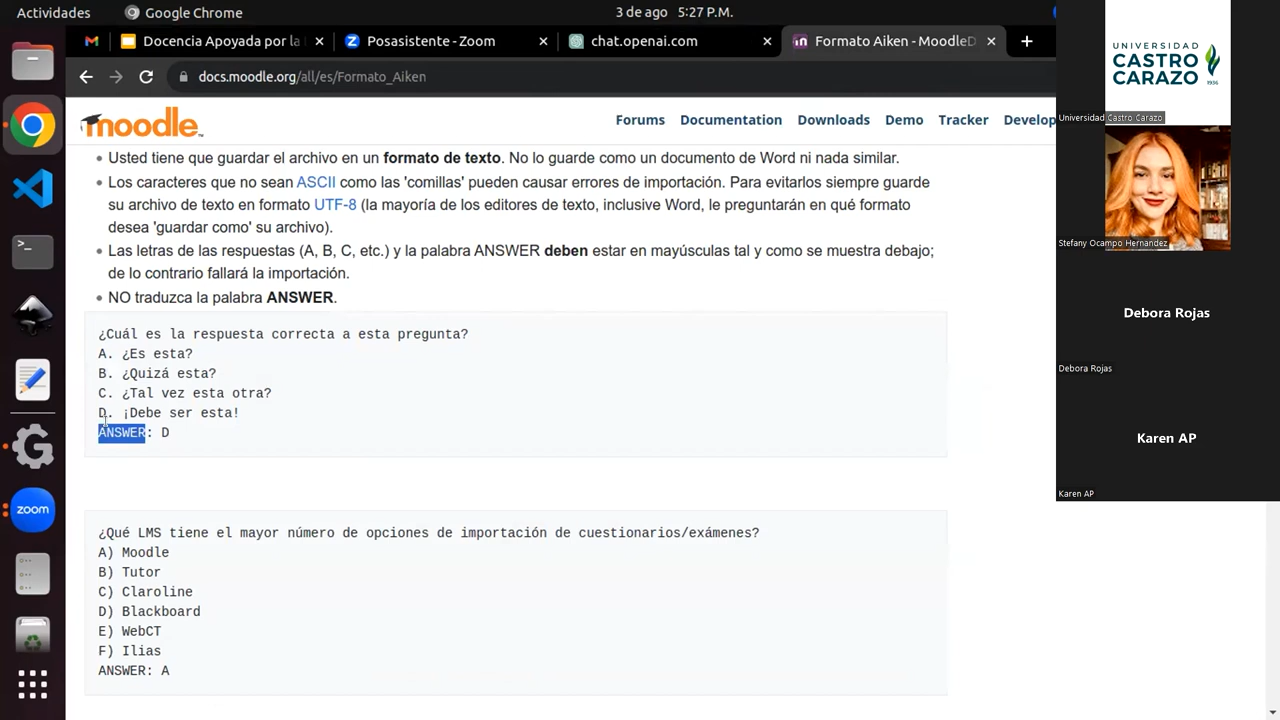 Actividades
Google Chrome
3 de ago 5:27 P.M.
Docencia Apoyada por la
Posasistente - Zoom
chat.openai.com
Formato Aiken - MoodleD
docs.moodle.org/all/es/Formato_Aiken
moodle
Forums Documentation Downloads Demo Tracker Develop
Usted tiene que guardar el archivo en un formato de texto. No lo guarde como un documento de Word ni nada similar.
Los caracteres que no sean ASCII como las 'comillas' pueden causar errores de importación. Para evitarlos siempre guarde
su archivo de texto en formato UTF-8 (la mayoría de los editores de texto, inclusive Word, le preguntarán en qué formato
desea 'guardar como' su archivo).
Las letras de las respuestas (A, B, C, etc.) y la palabra ANSWER deben estar en mayúsculas tal y como se muestra debajo;
de lo contrario fallará la importación.
NO traduzca la palabra ANSWER.
¿Cuál es la respuesta correcta a esta pregunta?
A. ¿Es esta?
B. ¿Quizá esta?
C. ¿Tal vez esta otra?
D. ¡Debe ser esta!
ANSWER: D
¿Qué LMS tiene el mayor número de opciones de importación de cuestionarios/exámenes?
A) Moodle
B) Tutor
C) Claroline
D) Blackboard
E) WebCT
F) Ilias
ANSWER: A
zoom
UNIVERSIDAD
CASTRO
CARAZO
1936
Universidad Castro Carazo
Stefany Ocampo Hernández
Debora Rojas
Debora Rojas
Karen AP
Karen AP